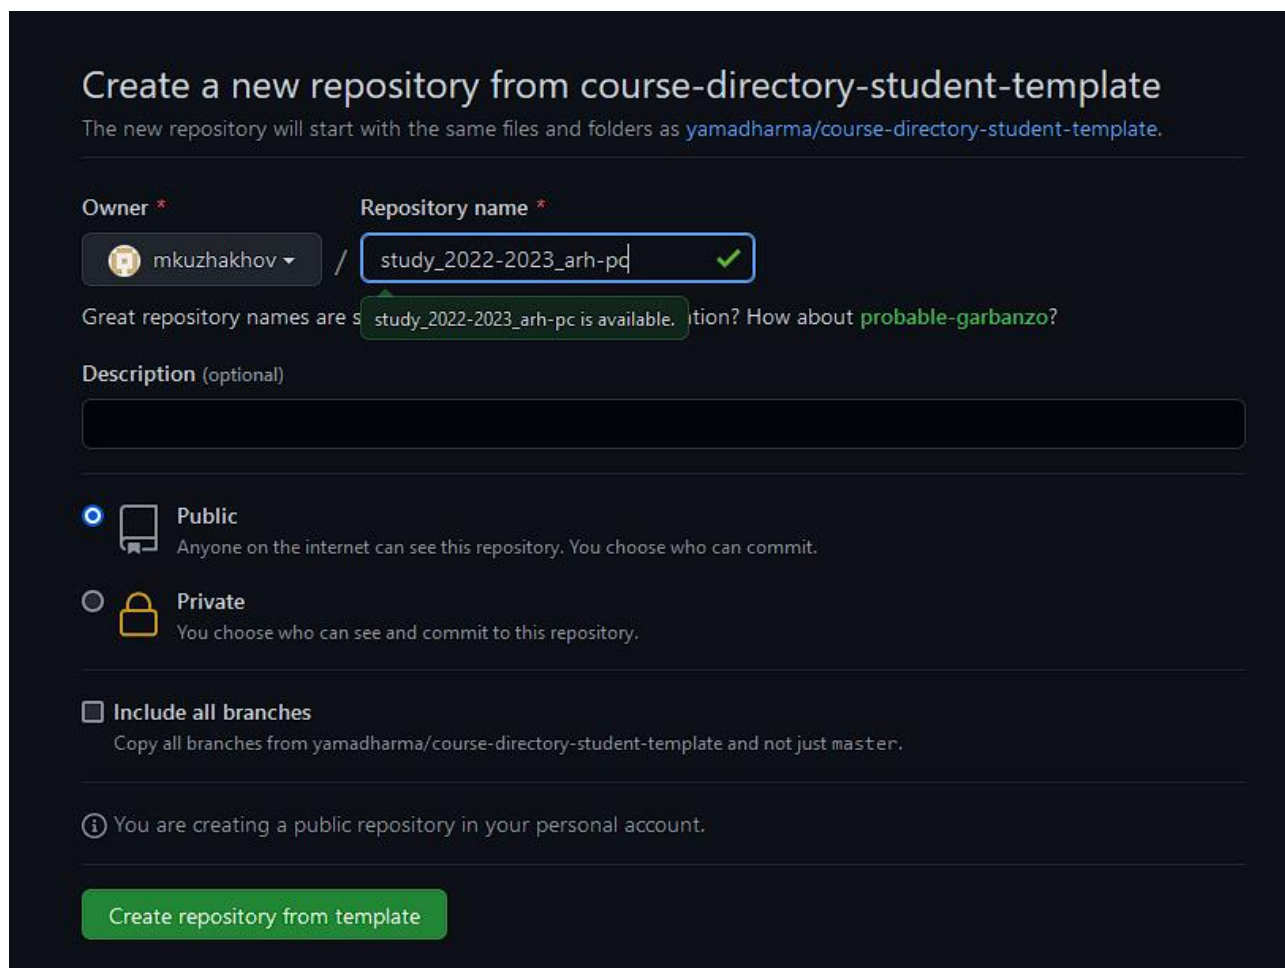 Create a new repository from course-directory-student-template
The new repository will start with the same files and folders as yamadharma/course-directory-student-template.
Owner *
Repository name *
mkuzhakhov
/
study_2022-2023_arh-pc
Great repository names are s
study_2022-2023_arh-pc is available.
tion? How about probable-garbanzo?
Description (optional)
Public
Anyone on the internet can see this repository. You choose who can commit.
Private
You choose who can see and commit to this repository.
Include all branches
Copy all branches from yamadharma/course-directory-student-template and not just master.
You are creating a public repository in your personal account.
Create repository from template